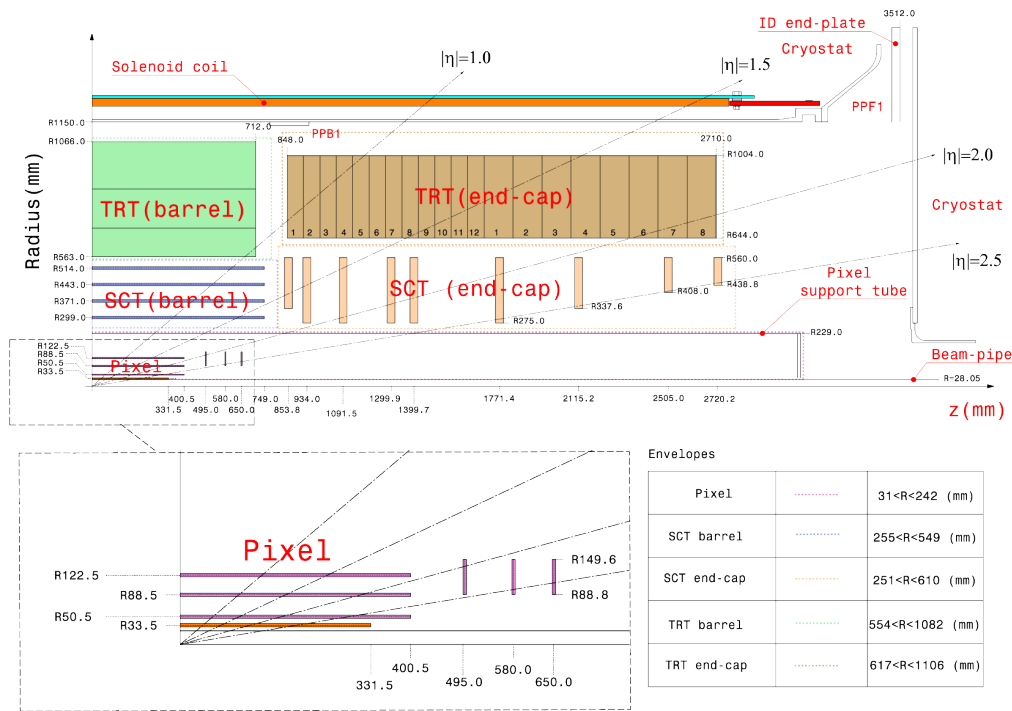 3512.0
ID end-plate
Cryostat
|η|=1.0
|η|=1.5
Solenoid coil
PPF1
R1150.0
712.0
PPB1
848.0
2710.0
R1066.0
R1004.0
|η|=2.0
Radius(mm)
TRT(barrel)
TRT(end-cap)
Cryostat
1 2 3 4 5 6 7 8 9 10 11 12 1 2 3 4 5 6 7 8
R644.0
R563.0
R560.0
R514.0
|η|=2.5
R443.0
SCT(barrel)
SCT (end-cap)
R438.8
R408.0
Pixel
support tube
R371.0
R337.6
R299.0
R275.0
R229.0
R122.5
R88.5
R50.5
R33.5
Pixel
Beam-pipe
R=28.05
400.5 580.0 749.0 934.0 1299.9 1771.4 2115.2 2505.0 2720.2
331.5 495.0 650.0 853.8 1091.5 1399.7
z(mm)
Envelopes
Pixel 31<R<242 (mm)
SCT barrel 255<R<549 (mm)
SCT end-cap 251<R<610 (mm)
TRT barrel 554<R<1082 (mm)
TRT end-cap 617<R<1106 (mm)
Pixel
R149.6
R122.5
R88.5
R88.8
R50.5
R33.5
400.5 580.0
331.5 495.0 650.0